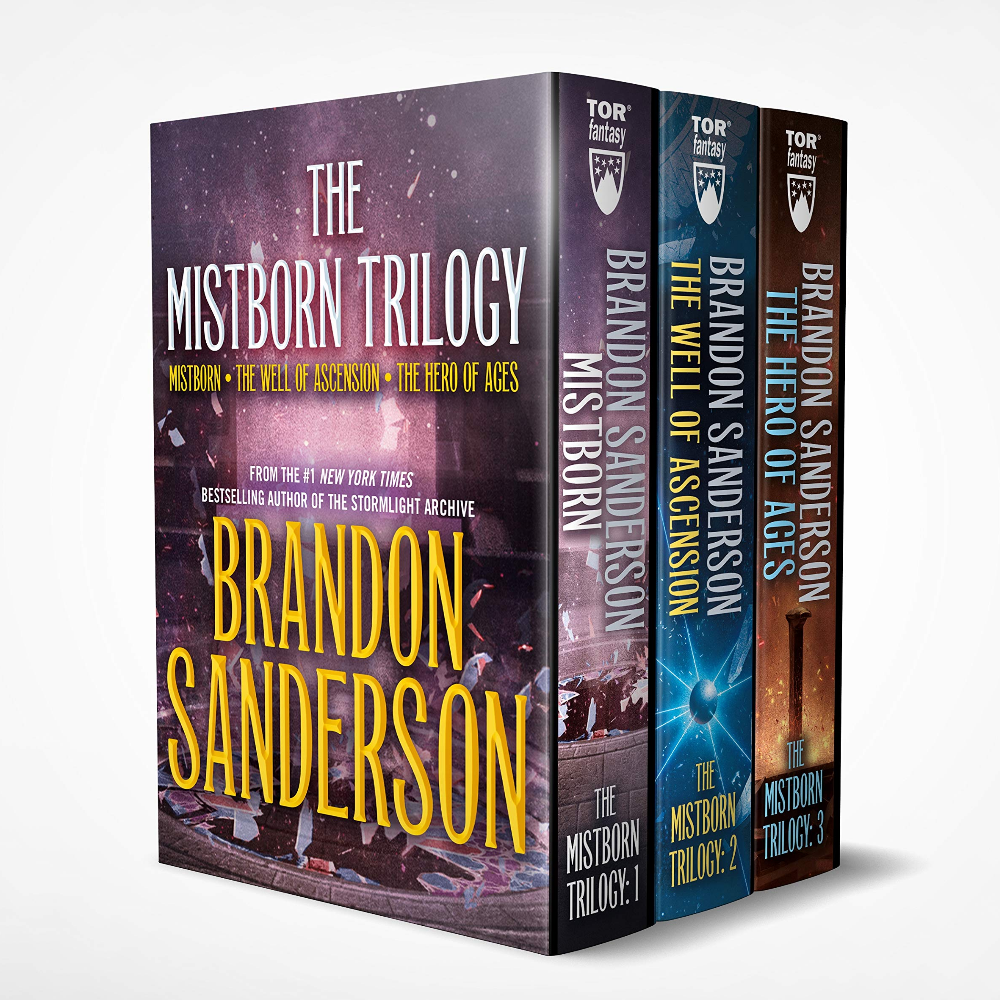 THE
MISTBORN TRILOGY
MISTBORN • THE WELL OF ASCENSION • THE HERO OF AGES
FROM THE #1 NEW YORK TIMES
BESTSELLING AUTHOR OF THE STORMLIGHT ARCHIVE
BRANDON
SANDERSON
TOR®
fantasy
BRANDON SANDERSON
MISTBORN
THE
MISTBORN
TRILOGY: 1
TOR®
fantasy
BRANDON SANDERSON
THE WELL OF ASCENSION
THE
MISTBORN
TRILOGY: 2
TOR®
fantasy
BRANDON SANDERSON
THE HERO OF AGES
THE
MISTBORN
TRILOGY: 3